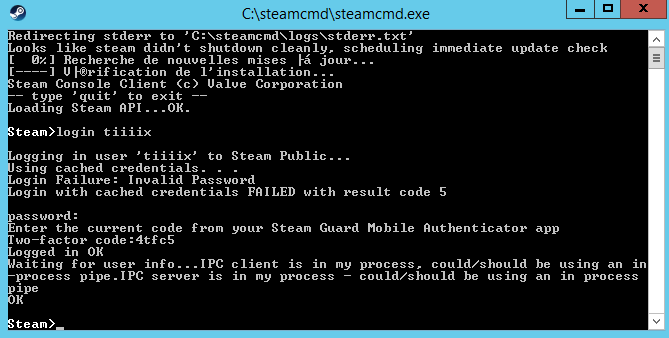 C:\steamcmd\steamcmd.exe
Redirecting stderr to 'C:\steamcmd\logs\stderr.txt'
Looks like steam didn't shutdown cleanly, scheduling immediate update check
[  0%] Recherche de nouvelles mises ├á jour...
[----] V├®rification de l'installation...
Steam Console Client (c) Valve Corporation
-- type 'quit' to exit --
Loading Steam API...OK.
Steam>login tiiiix
Logging in user 'tiiiix' to Steam Public...
Using cached credentials. . .
Login Failure: Invalid Password
Login with cached credentials FAILED with result code 5
password:
Enter the current code from your Steam Guard Mobile Authenticator app
Two-factor code:4tfc5
Logged in OK
Waiting for user info...IPC client is in my process, could/should be using an in
-process pipe.IPC server is in my process - could/should be using an in process
pipe
OK
Steam>_